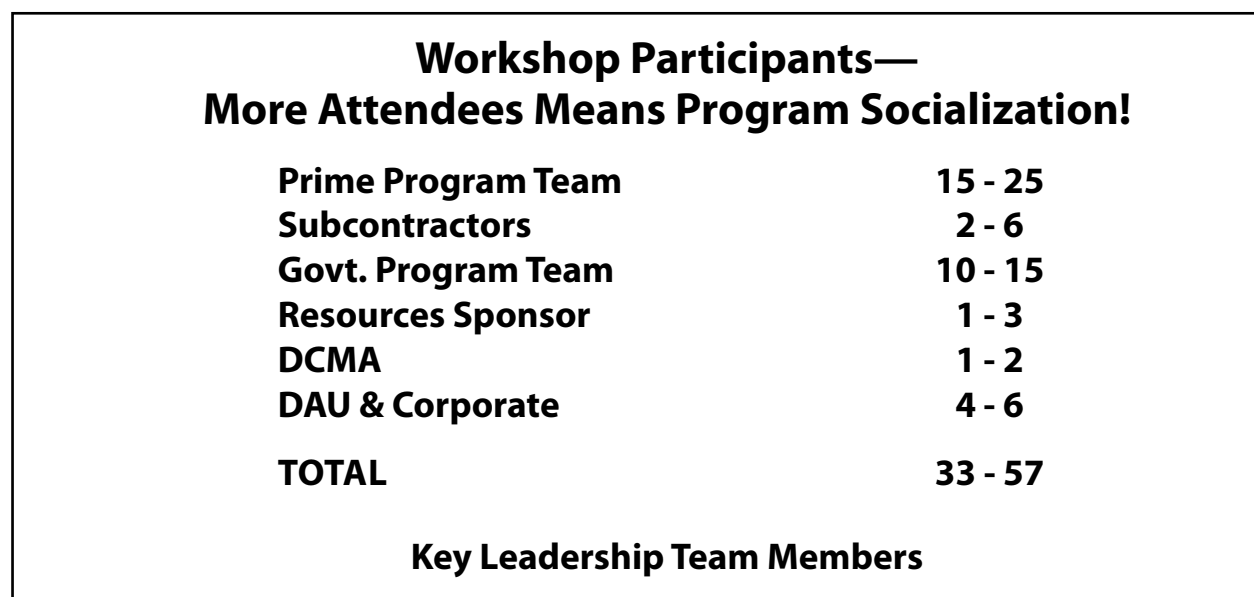 Workshop Participants—
More Attendees Means Program Socialization!
Prime Program Team 15 - 25
Subcontractors 2 - 6
Govt. Program Team 10 - 15
Resources Sponsor 1 - 3
DCMA 1 - 2
DAU & Corporate 4 - 6
TOTAL 33 - 57
Key Leadership Team Members